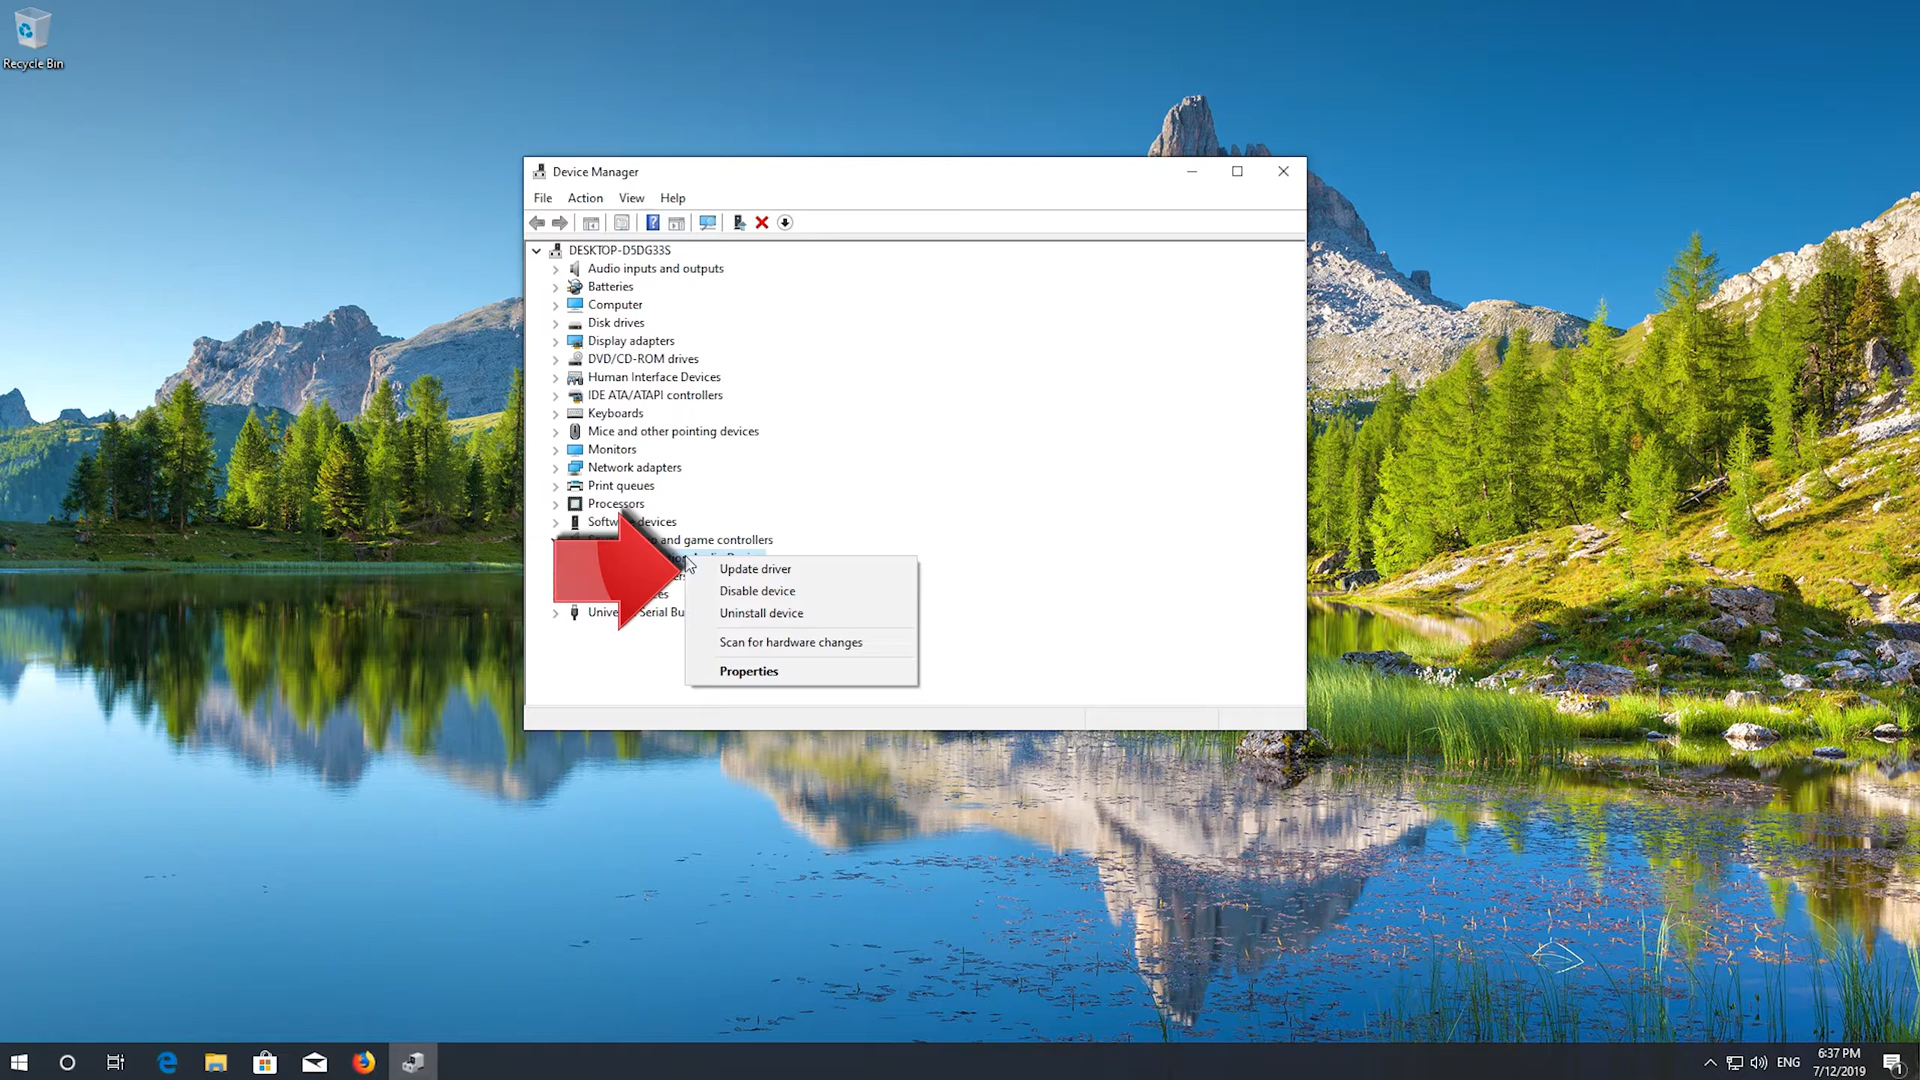 Recycle Bin
Device Manager
File Action View Help
DESKTOP-D5DG33S
Audio inputs and outputs
Batteries
Computer
Disk drives
Display adapters
DVD/CD-ROM drives
Human Interface Devices
IDE ATA/ATAPI controllers
Keyboards
Mice and other pointing devices
Monitors
Network adapters
Print queues
Processors
devices
and game controllers
Update driver
Disable device
Uninstall device
Scan for hardware changes
Properties
ENG
6:37 PM
7/12/2019
1